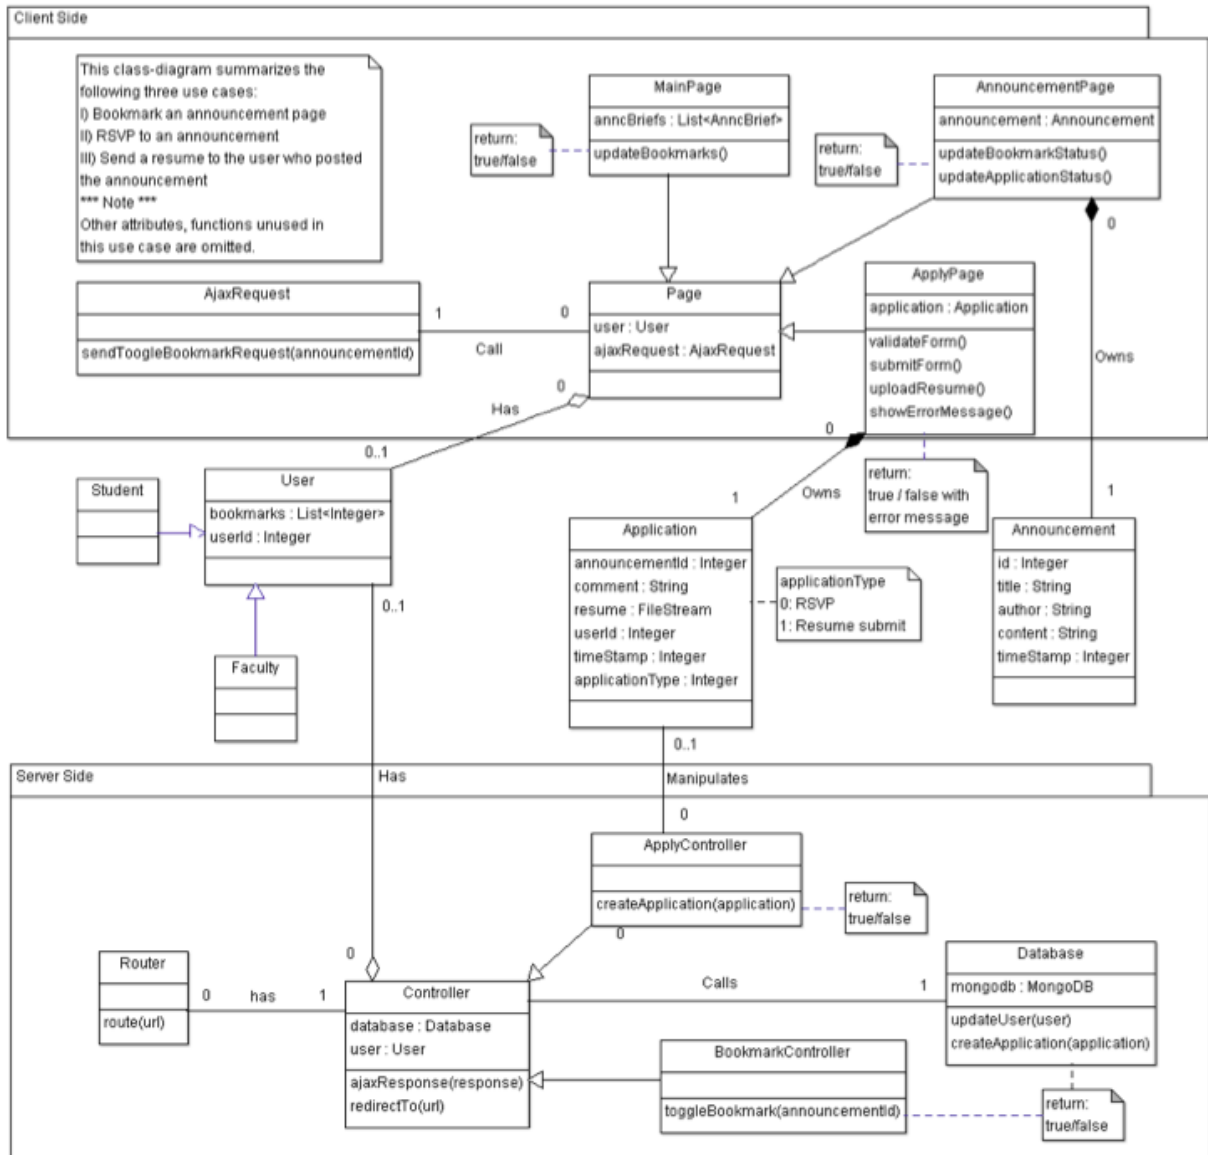 Client Side
This class-diagram summarizes the
following three use cases:
I) Bookmark an announcement page
II) RSVP to an announcement
III) Send a resume to the user who posted
the announcement
*** Note ***
Other attributes, functions unused in
this use case are omitted.
return:
true/false
MainPage
anncBriefs : List<AnncBrief>
updateBookmarks()
return:
true/false
AnnouncementPage
announcement : Announcement
updateBookmarkStatus()
updateApplicationStatus()
0
AjaxRequest
sendToogleBookmarkRequest(announcementId)
1
Call
0
Page
user : User
ajaxRequest : AjaxRequest
0
ApplyPage
application : Application
validateForm()
submitForm()
uploadResume()
showErrorMessage()
0
Owns
Has
0..1
Student
User
bookmarks : List<Integer>
userId : Integer
0..1
Faculty
1
Owns
return:
true / false with
error message
1
Application
announcementId : Integer
comment : String
resume : FileStream
userId : Integer
timeStamp : Integer
applicationType : Integer
applicationType
0: RSVP
1: Resume submit
Announcement
id : Integer
title : String
author : String
content : String
timeStamp : Integer
0..1
Server Side
Has
Manipulates
0
ApplyController
createApplication(application)
0
return:
true/false
Router
route(url)
0
has
1
0
Controller
database : Database
user : User
ajaxResponse(response)
redirectTo(url)
Calls
1
Database
mongodb : MongoDB
updateUser(user)
createApplication(application)
BookmarkController
toggleBookmark(announcementId)
return:
true/false